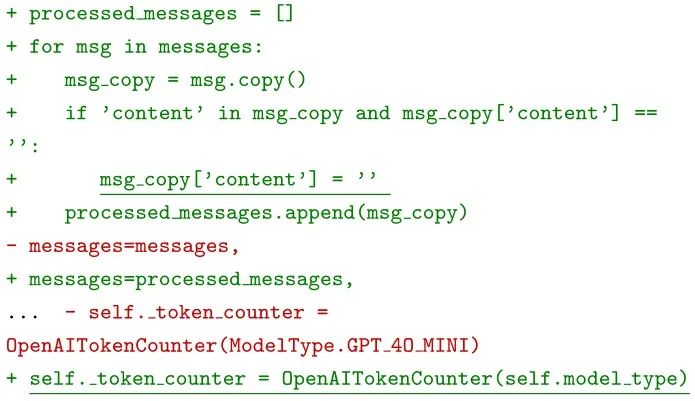 + processed_messages = []
+ for msg in messages:
+    msg_copy = msg.copy()
+    if ’content’ in msg_copy and msg_copy[’content’] ==
’’:
+       msg_copy[’content’] = ’’
+    processed_messages.append(msg_copy)
- messages=messages,
+ messages=processed_messages,
...  - self._token_counter =
OpenAITokenCounter(ModelType.GPT_4O_MINI)
+ self._token_counter = OpenAITokenCounter(self.model_type)